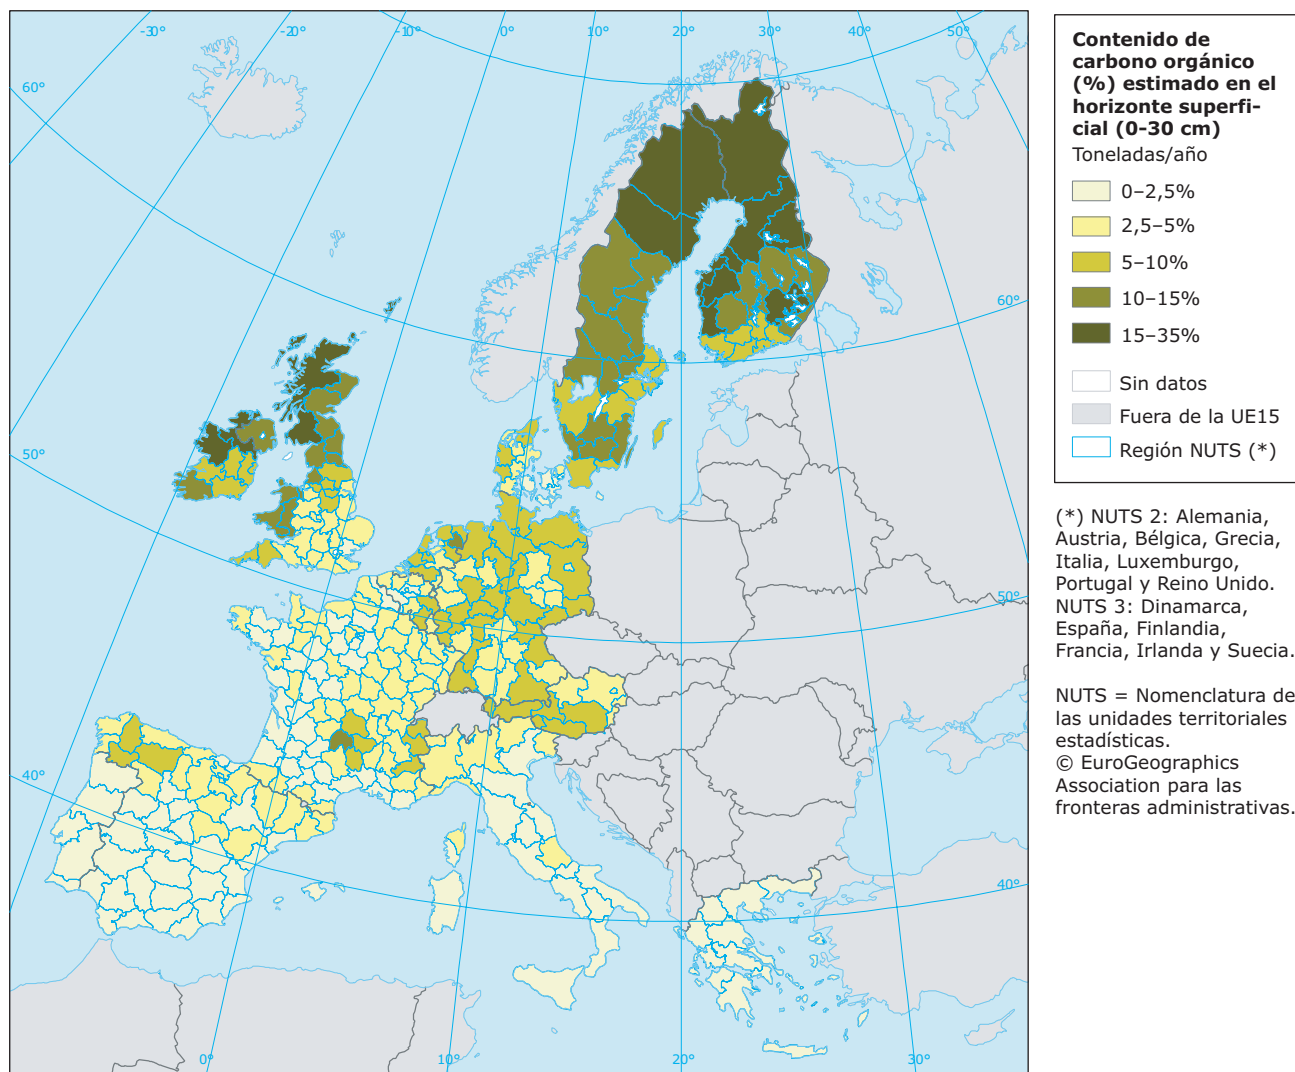 -30°
-20°
-10°
0°
10°
20°
30°
40°
50°
60°
60°
50°
50°
40°
40°
0°
10°
20°
30°
Contenido de
carbono orgánico
(%) estimado en el
horizonte superfi-
cial (0-30 cm)
Toneladas/año
0–2,5%
2,5–5%
5–10%
10–15%
15–35%
Sin datos
Fuera de la UE15
Región NUTS (*)
(*) NUTS 2: Alemania,
Austria, Bélgica, Grecia,
Italia, Luxemburgo,
Portugal y Reino Unido.
NUTS 3: Dinamarca,
España, Finlandia,
Francia, Irlanda y Suecia.
NUTS = Nomenclatura de
las unidades territoriales
estadísticas.
© EuroGeographics
Association para las
fronteras administrativas.